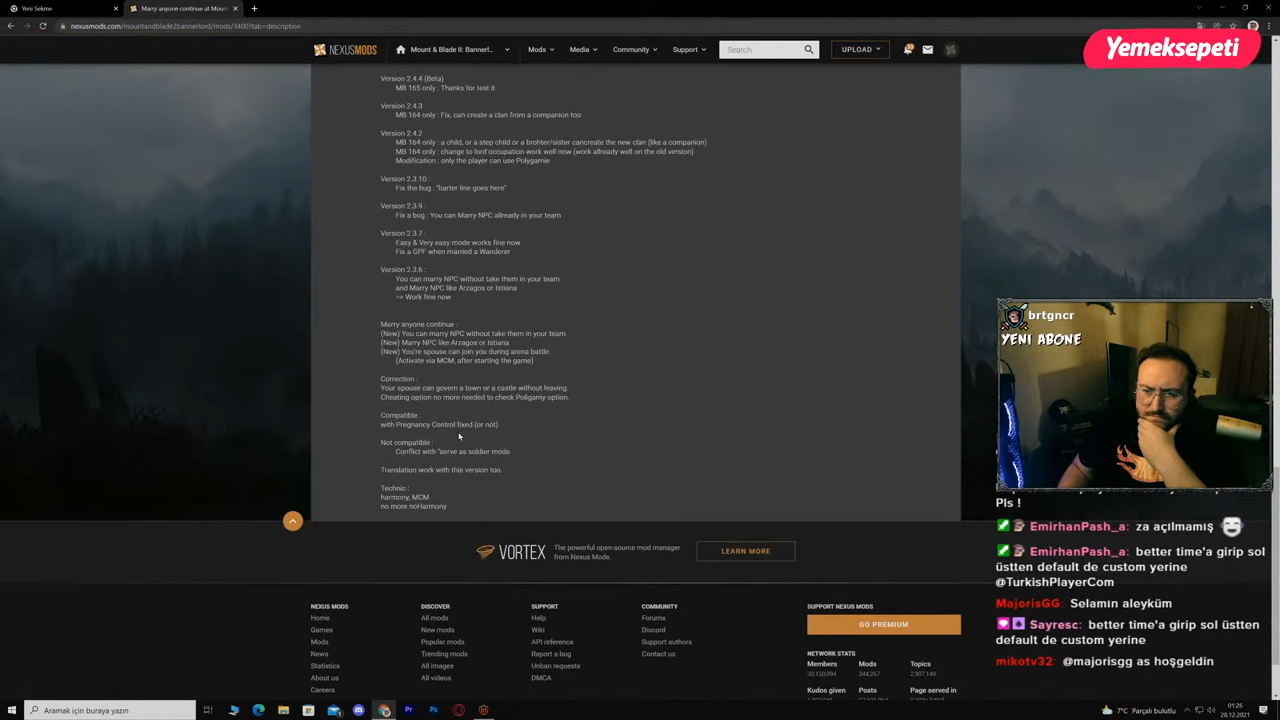 Yeni Sekme
Marry anyone continue at Mount
nexusmods.com/mountandblade2bannerlord/mods/3400?tab=description
NEXUSMODS
Mount & Blade II: Bannerl...
Mods
Media
Community
Support
Search
UPLOAD
Yemeksepeti
Version 2.4.4 (Beta)
MB 165 only : Thanks for test it
Version 2.4.3
MB 164 only : Fix, can create a clan from a companion too
Version 2.4.2
MB 164 only : a child, or a step child or a brohter/sister cancreate the new clan (like a companion)
MB 164 only : change to lord occupation work well now (work allready well on the old version)
Modification : only the player can use Polygamie
Version 2.3.10 :
Fix the bug : "barter line goes here"
Version 2.3.9 :
Fix a bug : You can Marry NPC allready in your team
Version 2.3.7 :
Easy & Very easy mode works fine now
Fix a GPF when married a Wanderer
Version 2.3.6 :
You can marry NPC without take them in your team
and Marry NPC like Arzagos or Istiana
>> Work fine now
Marry anyone continue :
(New) You can marry NPC without take them in your team
(New) Marry NPC like Arzagos or Istiana
(New) You're spouse can join you during arena battle.
(Activate via MCM, after starting the game)
Correction :
Your spouse can govern a town or a castle without leaving.
Cheating option no more needed to check Poligamy option.
Compatible :
with Pregnancy Control fixed (or not)
Not compatible :
Conflict with "serve as soldier mode
Translation work with this version too.
Technic :
harmony, MCM
no more noHarmony
brtgncr
YENİ ABONE
Pls !
EmirhanPash_a: za açılmamış
EmirhanPash_a: better time'a girip sol
üstten default de custom yerine
@TurkishPlayerCom
MajorisGG: Selamın aleyküm
Sayresc: better time'a girip sol üstten
default de custom yerine
mikotv32: @majorisgg as hoşgeldin
VORTEX
The powerful open-source mod manager
from Nexus Mods.
LEARN MORE
NEXUS MODS
Home
Games
Mods
News
Statistics
About us
Careers
DISCOVER
All mods
New mods
Popular mods
Trending mods
All images
All videos
SUPPORT
Help
Wiki
API reference
Report a bug
Unban requests
DMCA
COMMUNITY
Forums
Discord
Support authors
Contact us
SUPPORT NEXUS MODS
GO PREMIUM
NETWORK STATS
Members
Mods
Topics
30,150,094
344,267
2,907,149
Kudos given
Posts
Page served in
Aramak için buraya yazın
7°C Parçalı bulutlu
01:26
28.12.2021